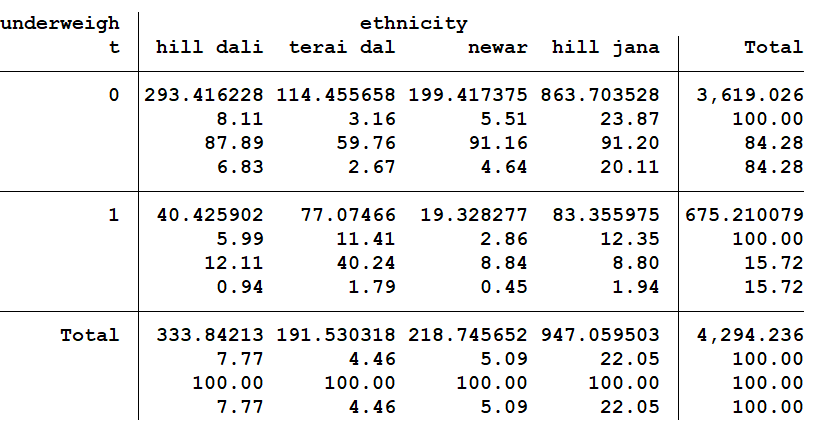 underweigh ethnicity
t hill dali terai dal newar hill jana Total
0 293.416228 114.455658 199.417375 863.703528 3,619.026
8.11 3.16 5.51 23.87 100.00
87.89 59.76 91.16 91.20 84.28
6.83 2.67 4.64 20.11 84.28
1 40.425902 77.07466 19.328277 83.355975 675.210079
5.99 11.41 2.86 12.35 100.00
12.11 40.24 8.84 8.80 15.72
0.94 1.79 0.45 1.94 15.72
Total 333.84213 191.530318 218.745652 947.059503 4,294.236
7.77 4.46 5.09 22.05 100.00
100.00 100.00 100.00 100.00 100.00
7.77 4.46 5.09 22.05 100.00